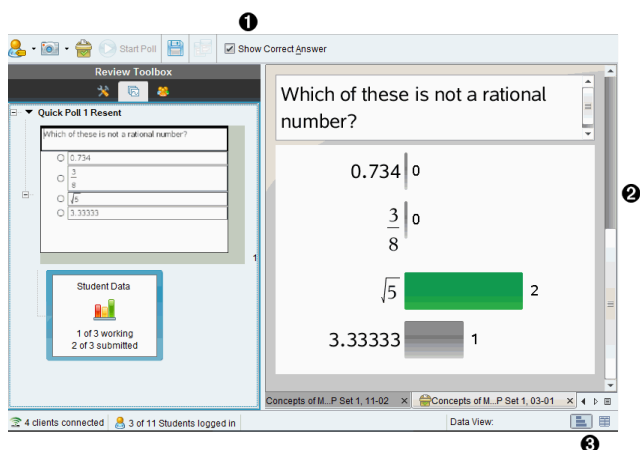 ❶
Start Poll Show Correct Answer
Review Toolbox
Quick Poll 1 Resent
Which of these is not a rational number?
0.734
3
8
√5
3.33333
1
Student Data
1 of 3 working
2 of 3 submitted
Which of these is not a rational
number?
0.734 0
3
8
0
√5 2
3.33333 1
❷
Concepts of M...P Set 1, 11-02 × Concepts of M...P Set 1, 03-01 ×
4 clients connected 3 of 11 Students logged in Data View:
❸